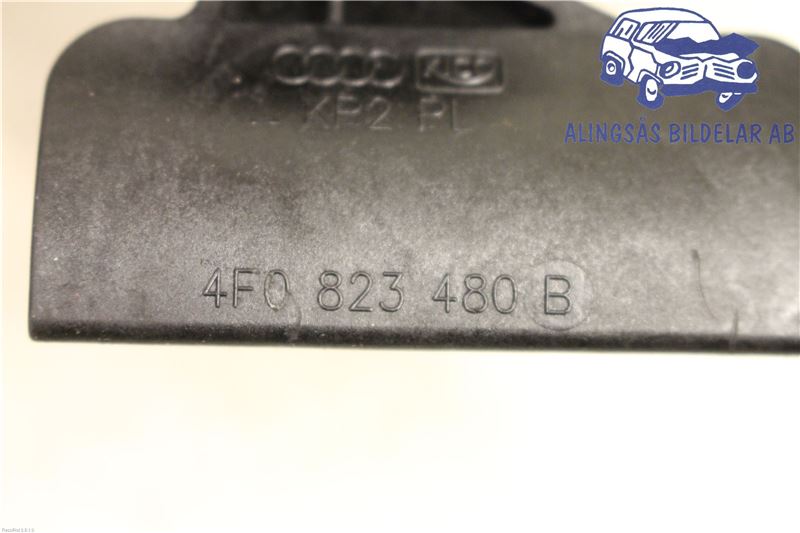 KP2 PL
ALINGSÅS BILDELAR AB
4F0 823 480 B